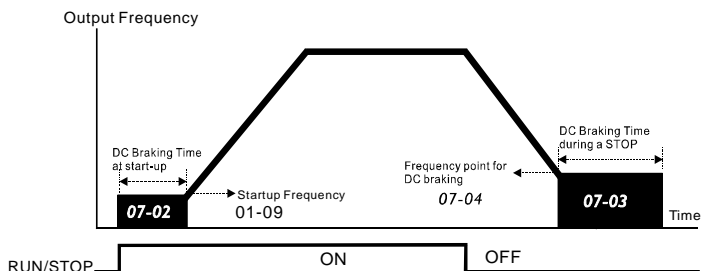 Output Frequency
DC Braking Time
at start-up
07-02
Startup Frequency
01-09
Frequency point for
DC braking
07-04
DC Braking Time
during a STOP
07-03
Time
RUN/STOP
ON
OFF